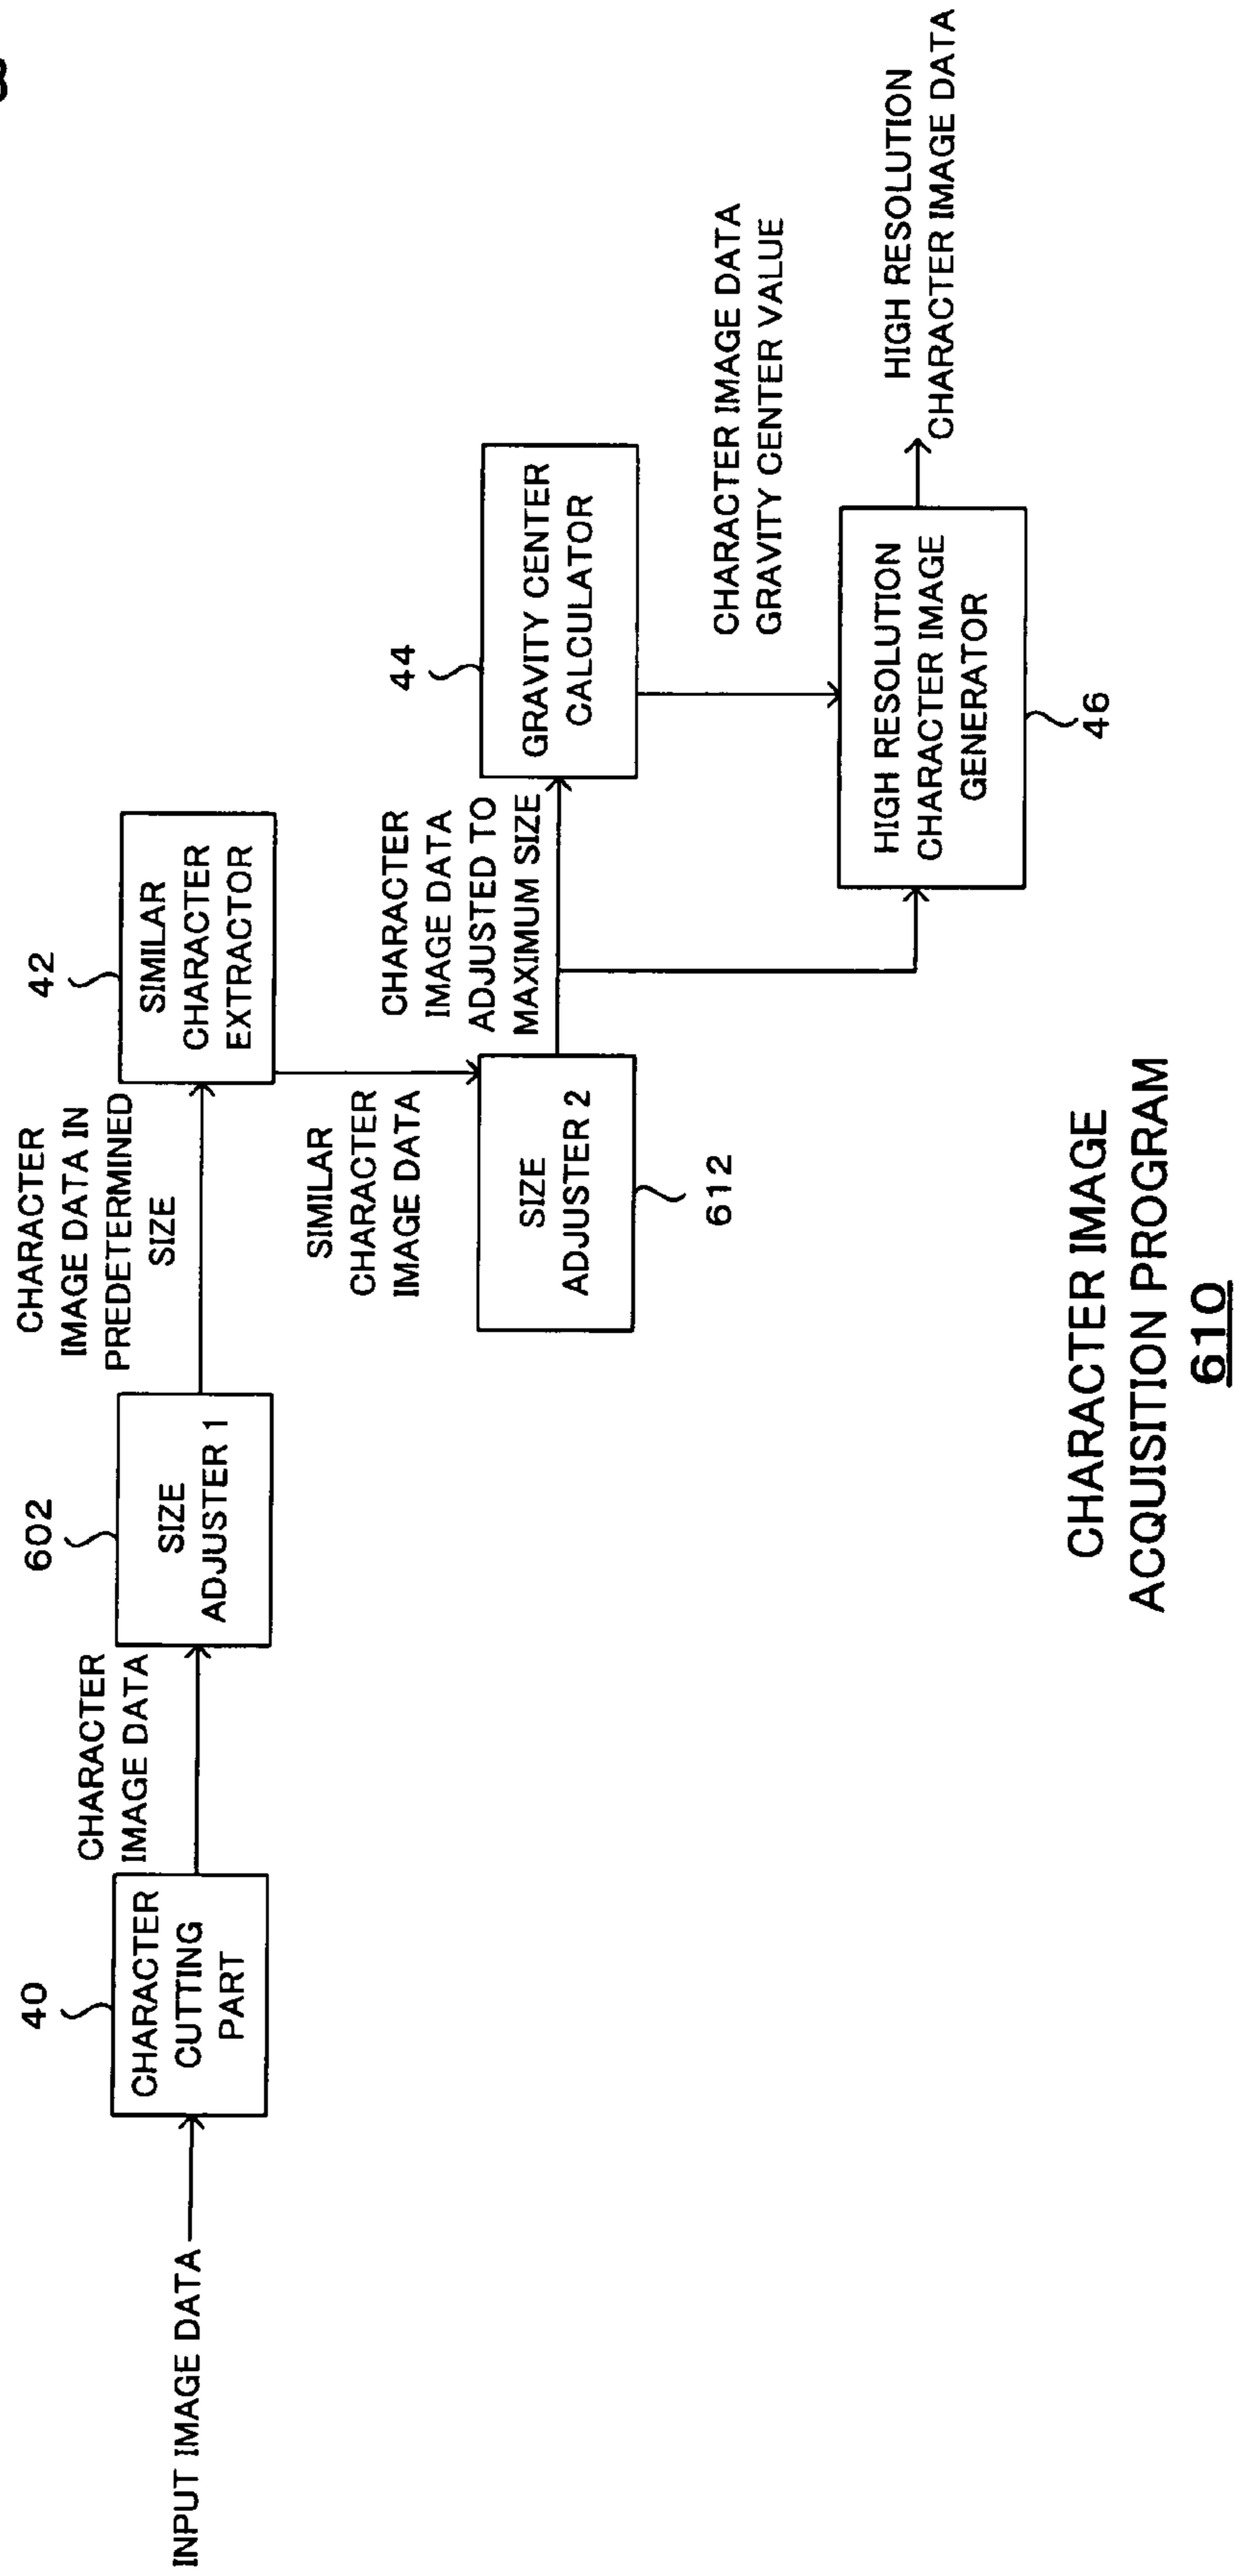 INPUT IMAGE DATA
40
CHARACTER
CUTTING
PART
CHARACTER
IMAGE DATA
602
SIZE
ADJUSTER 1
CHARACTER
IMAGE DATA IN
PREDETERMINED
SIZE
42
SIMILAR
CHARACTER
EXTRACTOR
SIMILAR
CHARACTER
IMAGE DATA
SIZE
ADJUSTER 2
612
CHARACTER
IMAGE DATA
ADJUSTED TO
MAXIMUM SIZE
44
GRAVITY CENTER
CALCULATOR
CHARACTER IMAGE DATA
GRAVITY CENTER VALUE
HIGH RESOLUTION
CHARACTER IMAGE
GENERATOR
46
HIGH RESOLUTION
CHARACTER IMAGE DATA
CHARACTER IMAGE
ACQUISITION PROGRAM
610